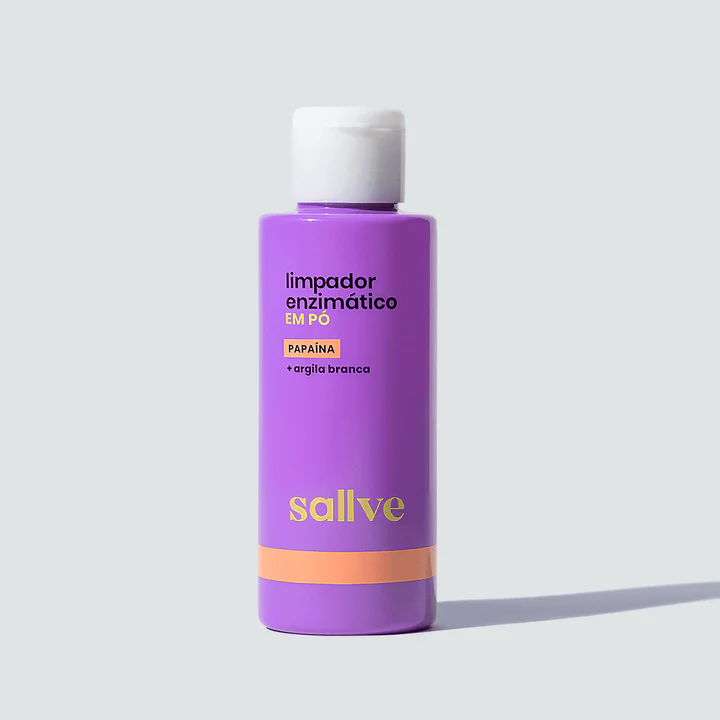 limpador
enzimático
EM PÓ
PAPAÍNA
+ argila branca
sallve